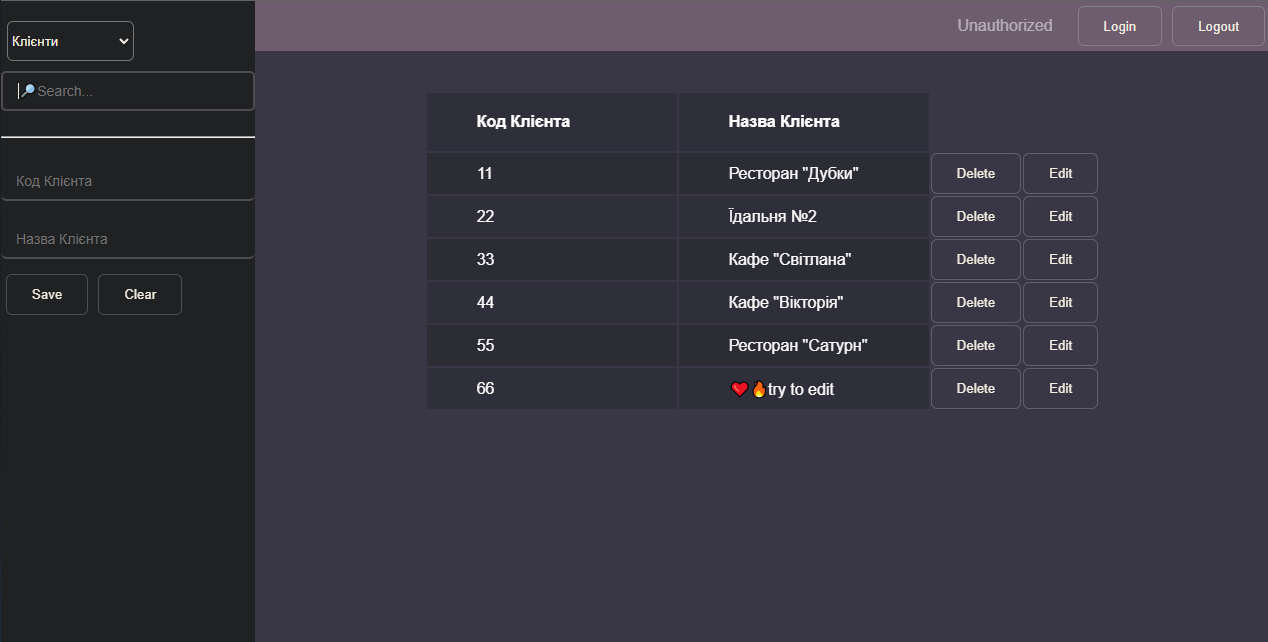 Клієнти
🔎Search...
Код Клієнта
Назва Клієнта
Save Clear
Unauthorized Login Logout
Код Клієнта Назва Клієнта
11 Ресторан "Дубки" Delete Edit
22 Їдальня №2 Delete Edit
33 Кафе "Світлана" Delete Edit
44 Кафе "Вікторія" Delete Edit
55 Ресторан "Сатурн" Delete Edit
66 ❤️🔥try to edit Delete Edit